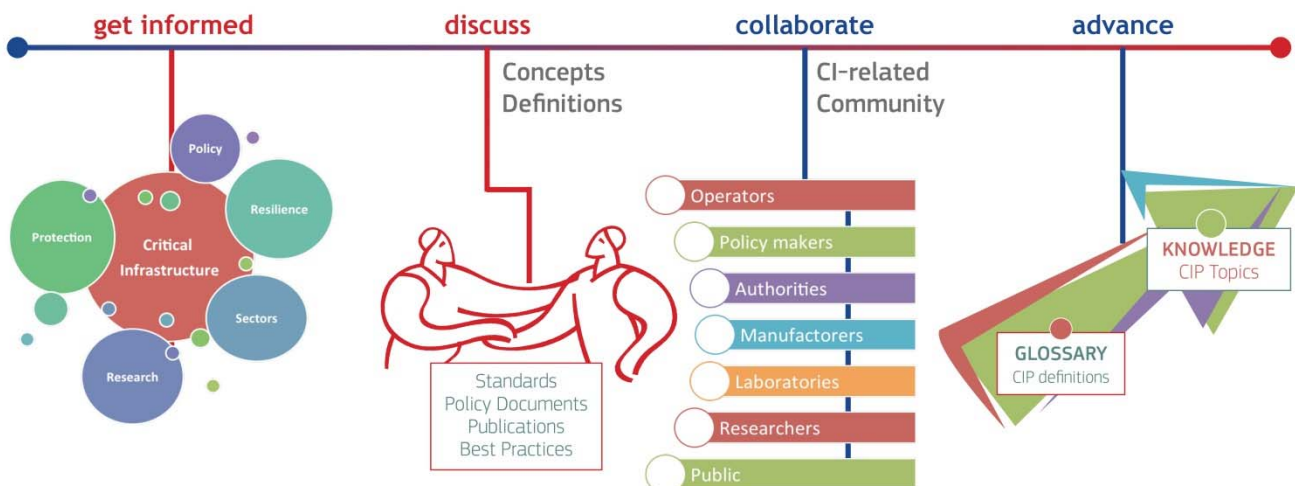 get informed
discuss
collaborate
advance
Concepts
Definitions
CI-related
Community
Policy
Resilience
Protection
Critical
Infrastructure
Sectors
Research
Standards
Policy Documents
Publications
Best Practices
Operators
Policy makers
Authorities
Manufactorers
Laboratories
Researchers
Public
KNOWLEDGE
CIP Topics
GLOSSARY
CIP definitions